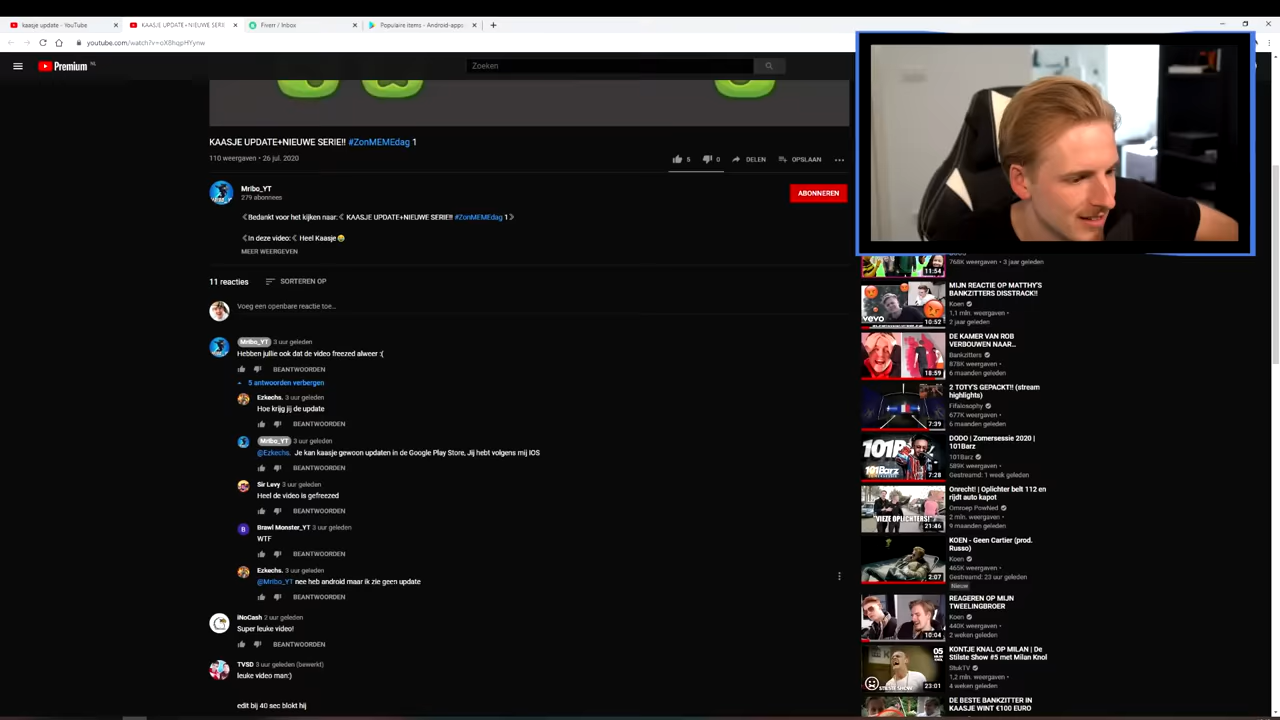 kaasje update - YouTube
KAASJE UPDATE+NIEUWE SERIE!!
Fiverr / Inbox
Populaire items - Android-apps
youtube.com/watch?v=oX8hqpHYynw
Premium NL
Zoeken
KAASJE UPDATE+NIEUWE SERIE!! #ZonMEMEdag 1
110 weergaven • 26 jul. 2020
5
0
DELEN
OPSLAAN
Mribo_YT
279 abonnees
ABONNEREN
《Bedankt voor het kijken naar:《 KAASJE UPDATE+NIEUWE SERIE!! #ZonMEMEdag 1》
《In deze video:《 Heel Kaasje 😂
MEER WEERGEVEN
11 reacties
SORTEREN OP
Voeg een openbare reactie toe...
Mribo_YT 3 uur geleden
Hebben jullie ook dat de video freezed alweer :(
BEANTWOORDEN
5 antwoorden verbergen
Ezkechs. 3 uur geleden
Hoe krijg jij de update
BEANTWOORDEN
Mribo_YT 3 uur geleden
@Ezkechs. Je kan kaasje gewoon updaten in de Google Play Store, Jij hebt volgens mij IOS
BEANTWOORDEN
Sir Levy 3 uur geleden
Heel de video is gefreezed
BEANTWOORDEN
B
Brawl Monster_YT 3 uur geleden
WTF
BEANTWOORDEN
Ezkechs. 3 uur geleden
@Mribo_YT nee heb android maar ik zie geen update
BEANTWOORDEN
iNoCash 2 uur geleden
Super leuke video!
BEANTWOORDEN
TVSD 3 uur geleden (bewerkt)
leuke video man:)
edit bij 40 sec blokt hij
768K weergaven • 3 jaar geleden
11:54
MIJN REACTIE OP MATTHY'S
BANKZITTERS DISSTRACK!!
Koen
1,1 mln. weergaven •
2 jaar geleden
vevo
10:52
DE KAMER VAN ROB
VERBOUWEN NAAR...
Bankzitters
878K weergaven •
6 maanden geleden
18:59
2 TOTY'S GEPACKT!! (stream
highlights)
Fifalosophy
677K weergaven •
6 maanden geleden
7:39
DODO | Zomersessie 2020 |
101Barz
101Barz
589K weergaven •
Gestreamd: 1 week geleden
101BARZ
7:28
Onrecht! | Oplichter belt 112 en
rijdt auto kapot
Omroep PowNed
2 mln. weergaven •
9 maanden geleden
"VIEZE OPLICHTERS!"
21:46
KOEN - Geen Cartier (prod.
Russo)
Koen
465K weergaven •
Gestreamd: 23 uur geleden
Nieuw
2:07
REAGEREN OP MIJN
TWEELINGBROER
Koen
440K weergaven •
2 weken geleden
10:04
KONTJE KNAL OP MILAN | De
Stilste Show #5 met Milan Knol
StukTV
1,2 mln. weergaven •
4 weken geleden
05
23:01
DE BESTE BANKZITTER IN
KAASJE WINT €100 EURO